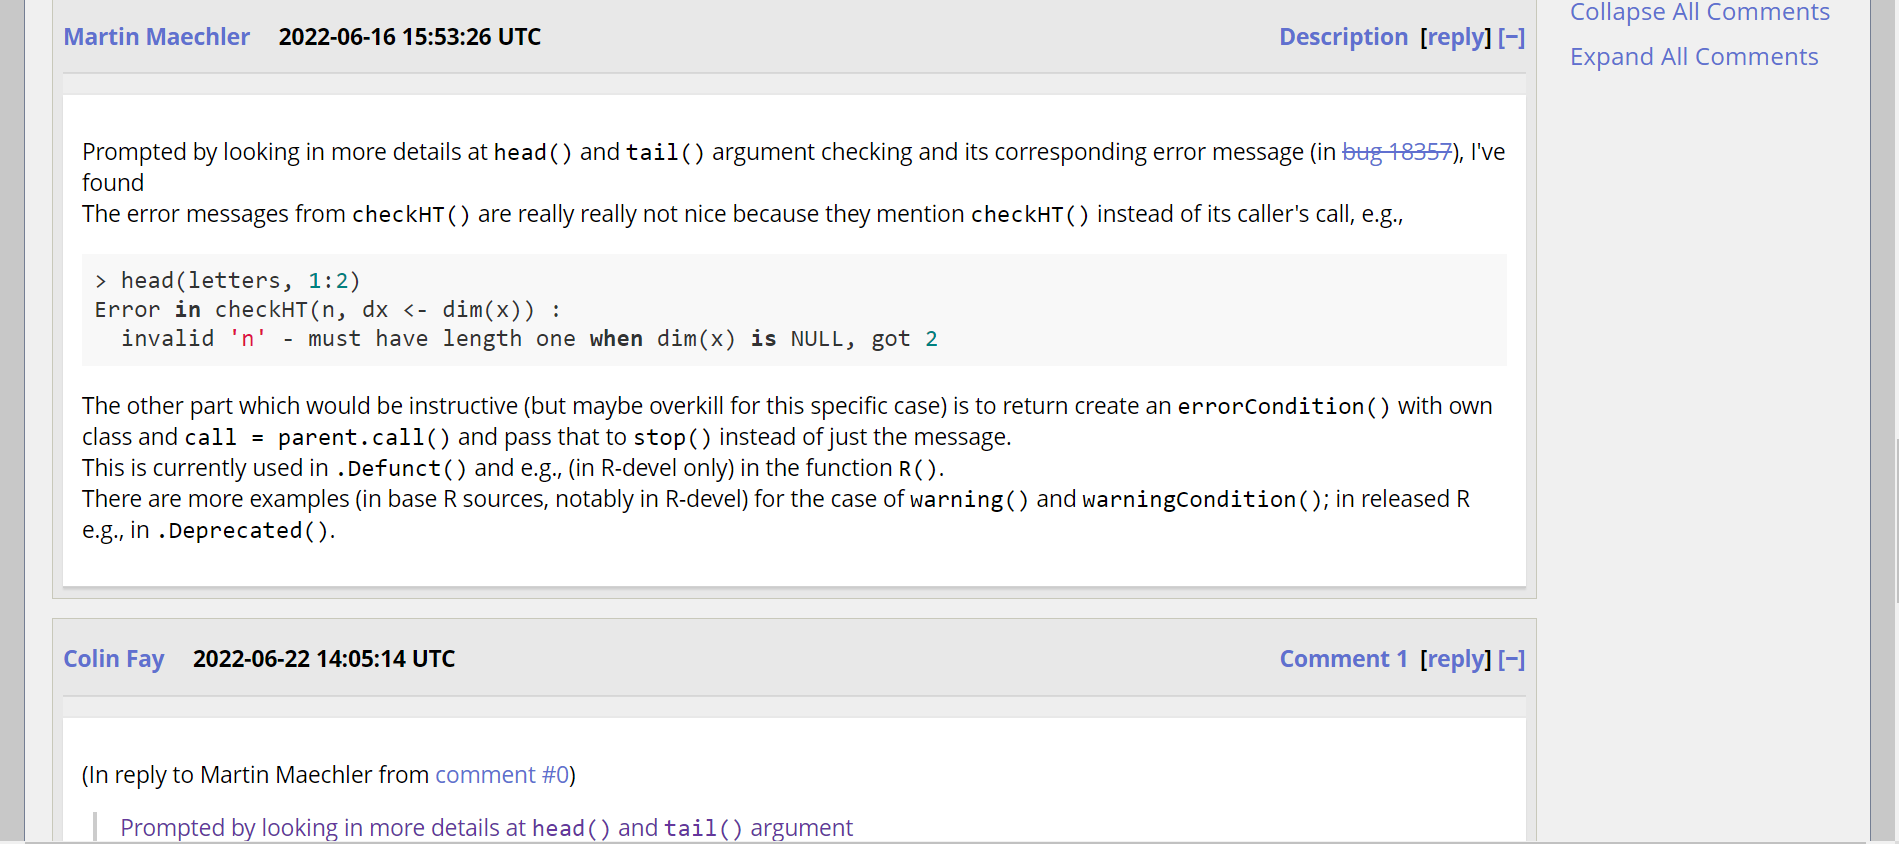 Martin Maechler 2022-06-16 15:53:26 UTC Description [reply] [−]
Collapse All Comments
Expand All Comments
Prompted by looking in more details at head() and tail() argument checking and its corresponding error message (in bug 18357), I've
found
The error messages from checkHT() are really really not nice because they mention checkHT() instead of its caller's call, e.g.,
> head(letters, 1:2)
Error in checkHT(n, dx <- dim(x)) :
  invalid 'n' - must have length one when dim(x) is NULL, got 2
The other part which would be instructive (but maybe overkill for this specific case) is to return create an errorCondition() with own
class and call = parent.call() and pass that to stop() instead of just the message.
This is currently used in .Defunct() and e.g., (in R-devel only) in the function R().
There are more examples (in base R sources, notably in R-devel) for the case of warning() and warningCondition(); in released R
e.g., in .Deprecated().
Colin Fay 2022-06-22 14:05:14 UTC Comment 1 [reply] [−]
(In reply to Martin Maechler from comment #0)
Prompted by looking in more details at head() and tail() argument